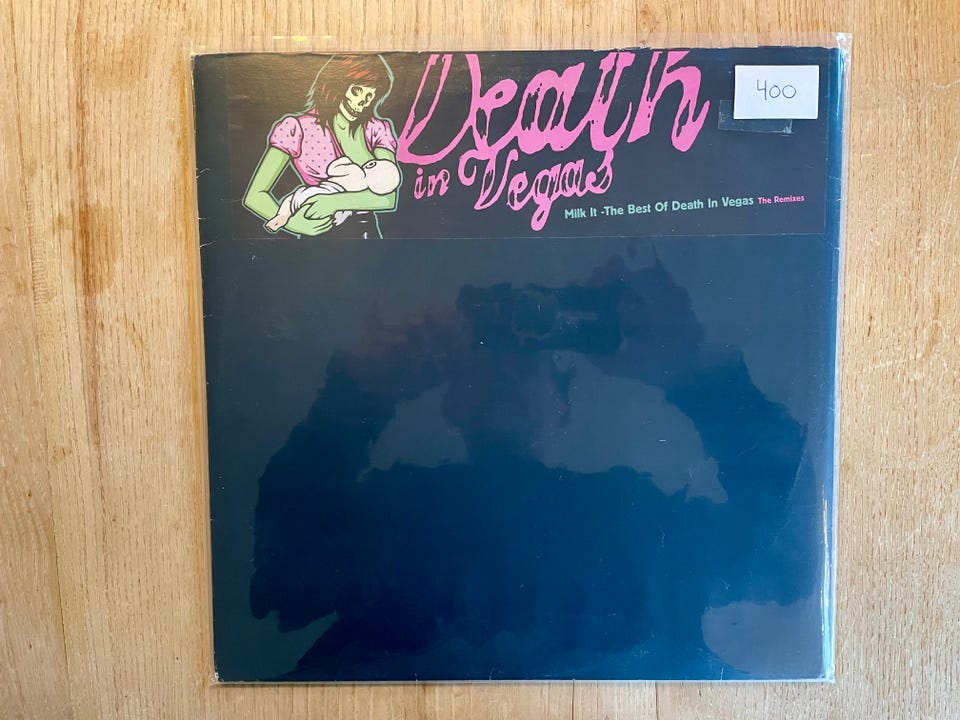 Death
in Vegas
400
Milk It -The Best Of Death In Vegas The Remixes